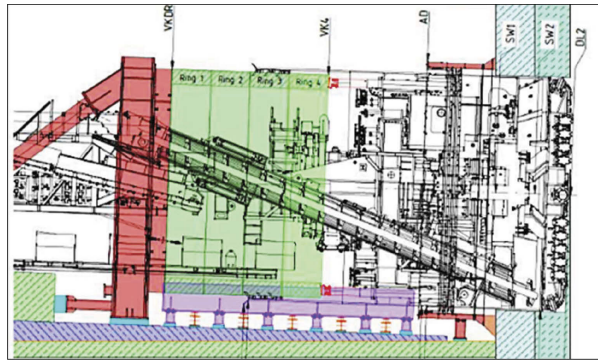 VKDR
VK4
AD
SW1
SW2
DL2
Ring 1
Ring 2
Ring 3
Ring 4